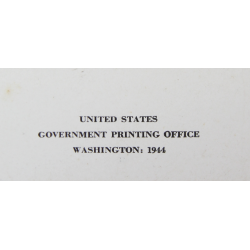 UNITED STATES
GOVERNMENT PRINTING OFFICE
WASHINGTON: 1944